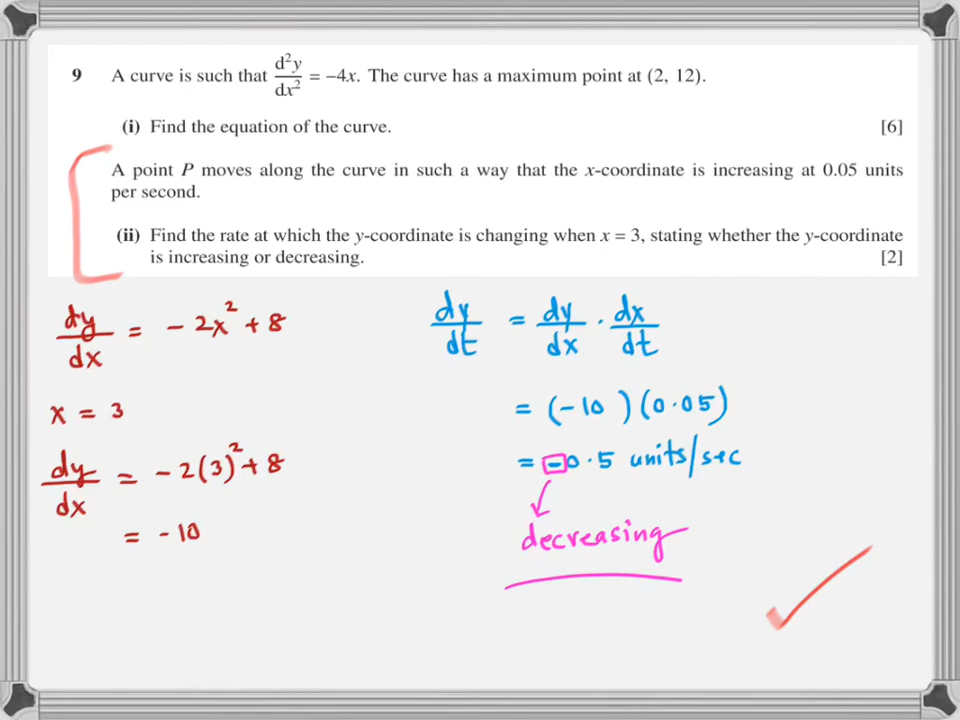 9 A curve is such that d²y/dx² = −4x. The curve has a maximum point at (2, 12).
(i) Find the equation of the curve. [6]
A point P moves along the curve in such a way that the x-coordinate is increasing at 0.05 units
per second.
(ii) Find the rate at which the y-coordinate is changing when x = 3, stating whether the y-coordinate
is increasing or decreasing. [2]
dy/dx = - 2x² + 8
x = 3
dy/dx = - 2(3)² + 8
= - 10
dy/dt = dy/dx · dx/dt
= (-10 ) (0.05)
= -0.5 units/sec
decreasing